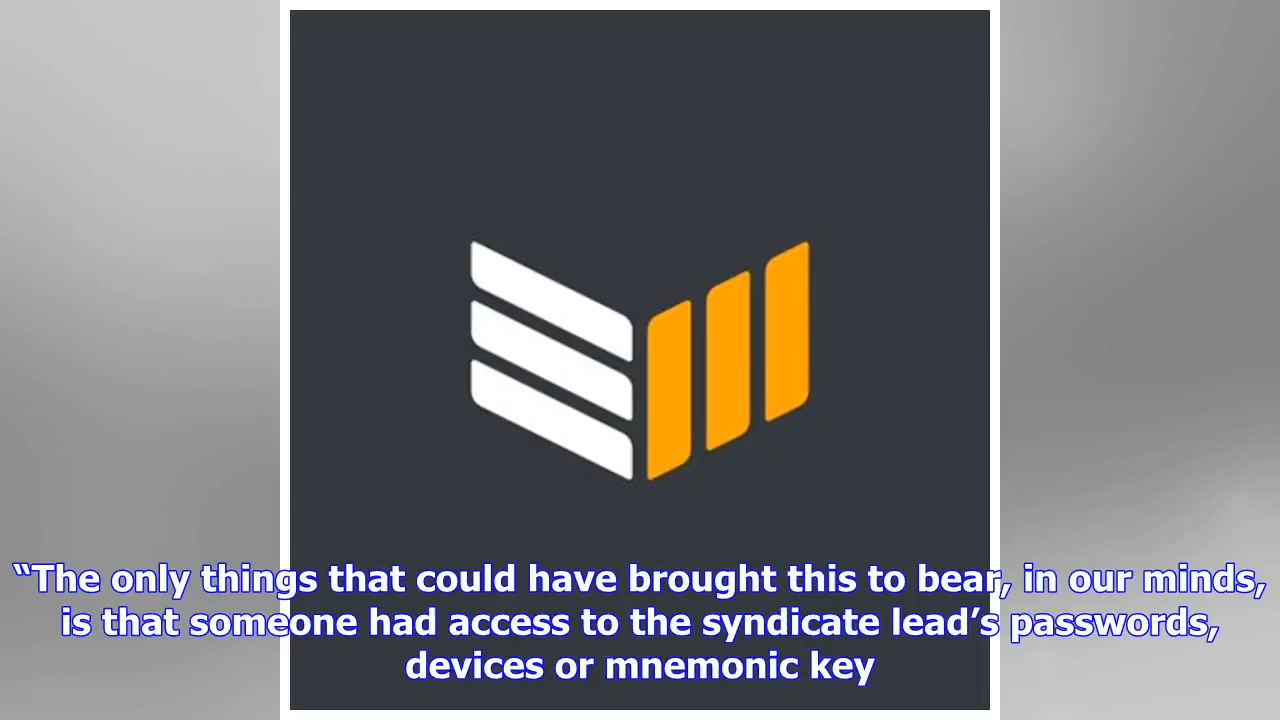 “The only things that could have brought this to bear, in our minds,
is that someone had access to the syndicate lead’s passwords,
devices or mnemonic key